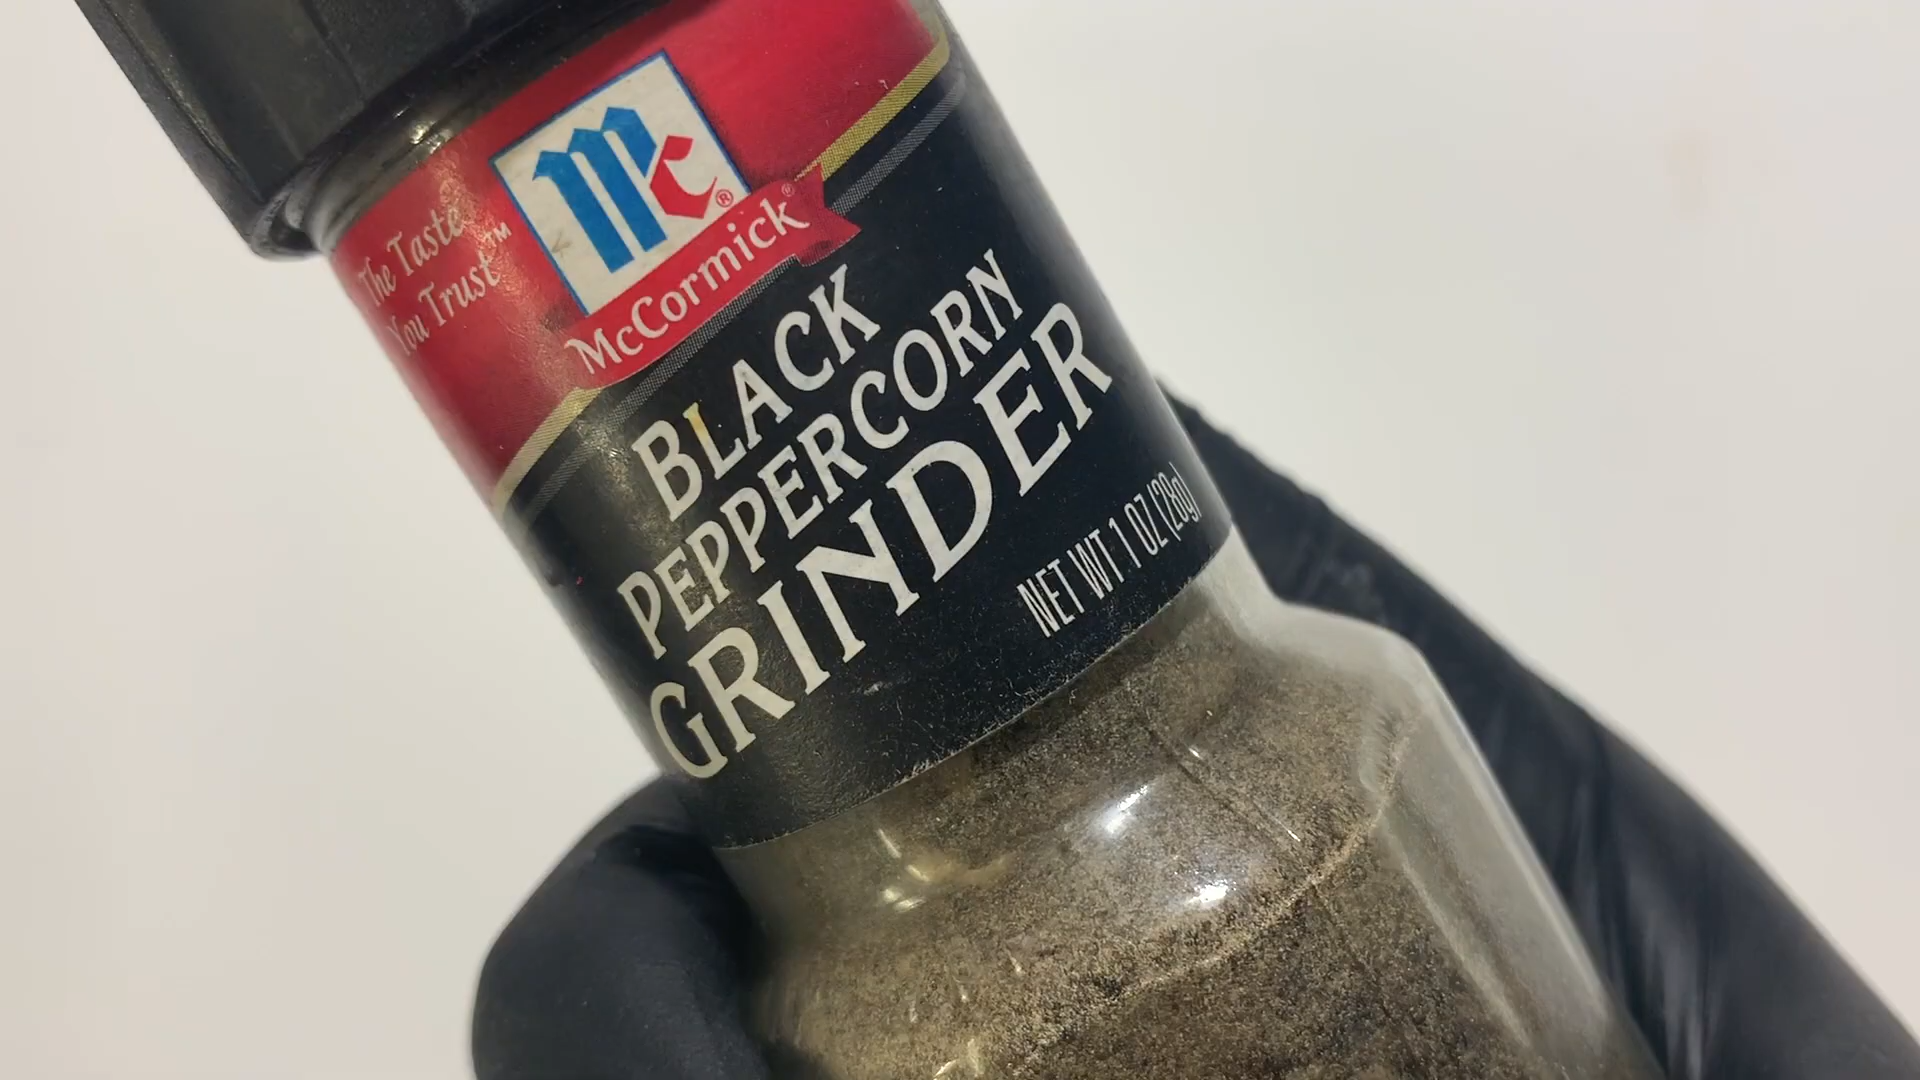 The Taste
You Trust™
Mc®
McCormick®
BLACK
PEPPERCORN
GRINDER
NET WT 1 OZ (28g)